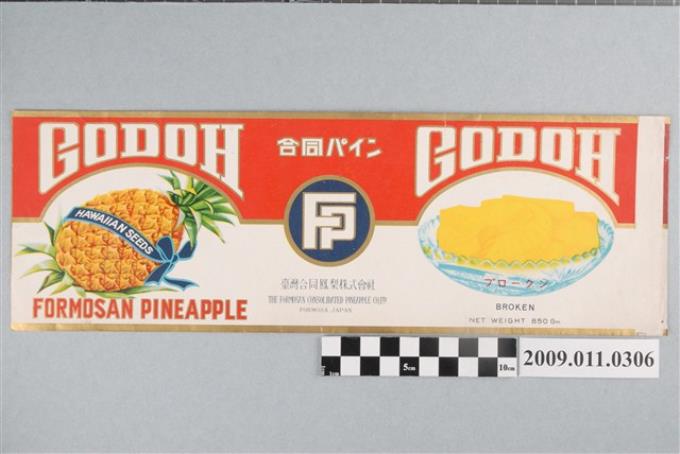 GODOH
HAWAIIAN SEEDS
FORMOSAN PINEAPPLE
合同パイン
FP
臺灣合同鳳梨株式會社
THE FORMOSAN CONSOLIDATED PINEAPPLE CO., LTD
FORMOSA, JAPAN
GODOH
ブロークン
BROKEN
NET WEIGHT 850 Gm.
5cm
10cm
2009.011.0306